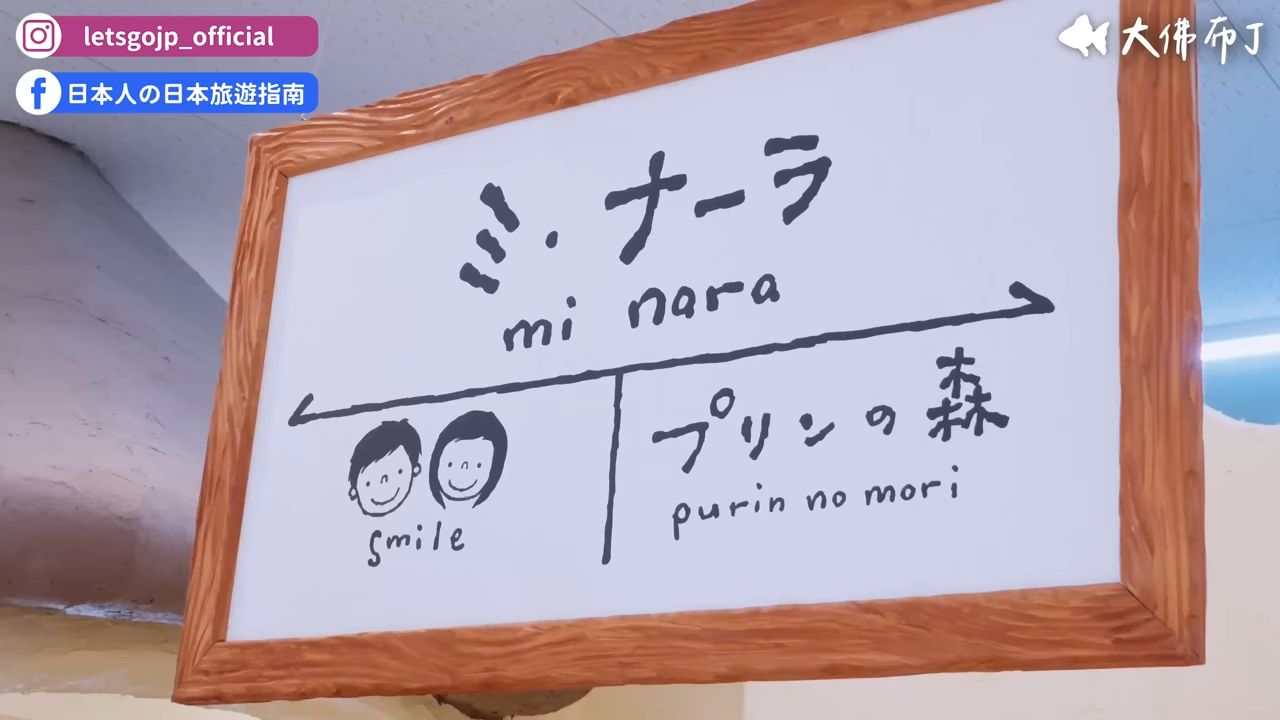 letsgojp_official
日本人の日本旅遊指南
大佛布丁
ミ・ナーラ
mi nara
smile
プリンの森
purin no mori